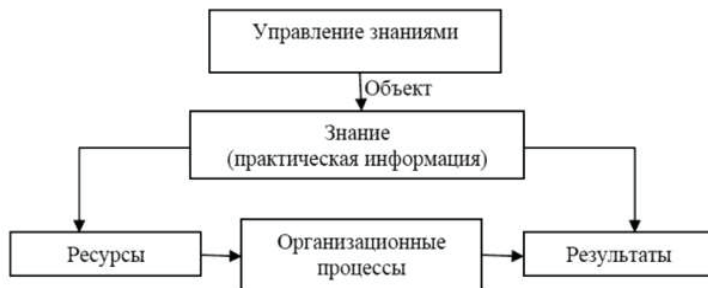 Управление знаниями
Объект
Знание
(практическая информация)
Ресурсы
Организационные
процессы
Результаты